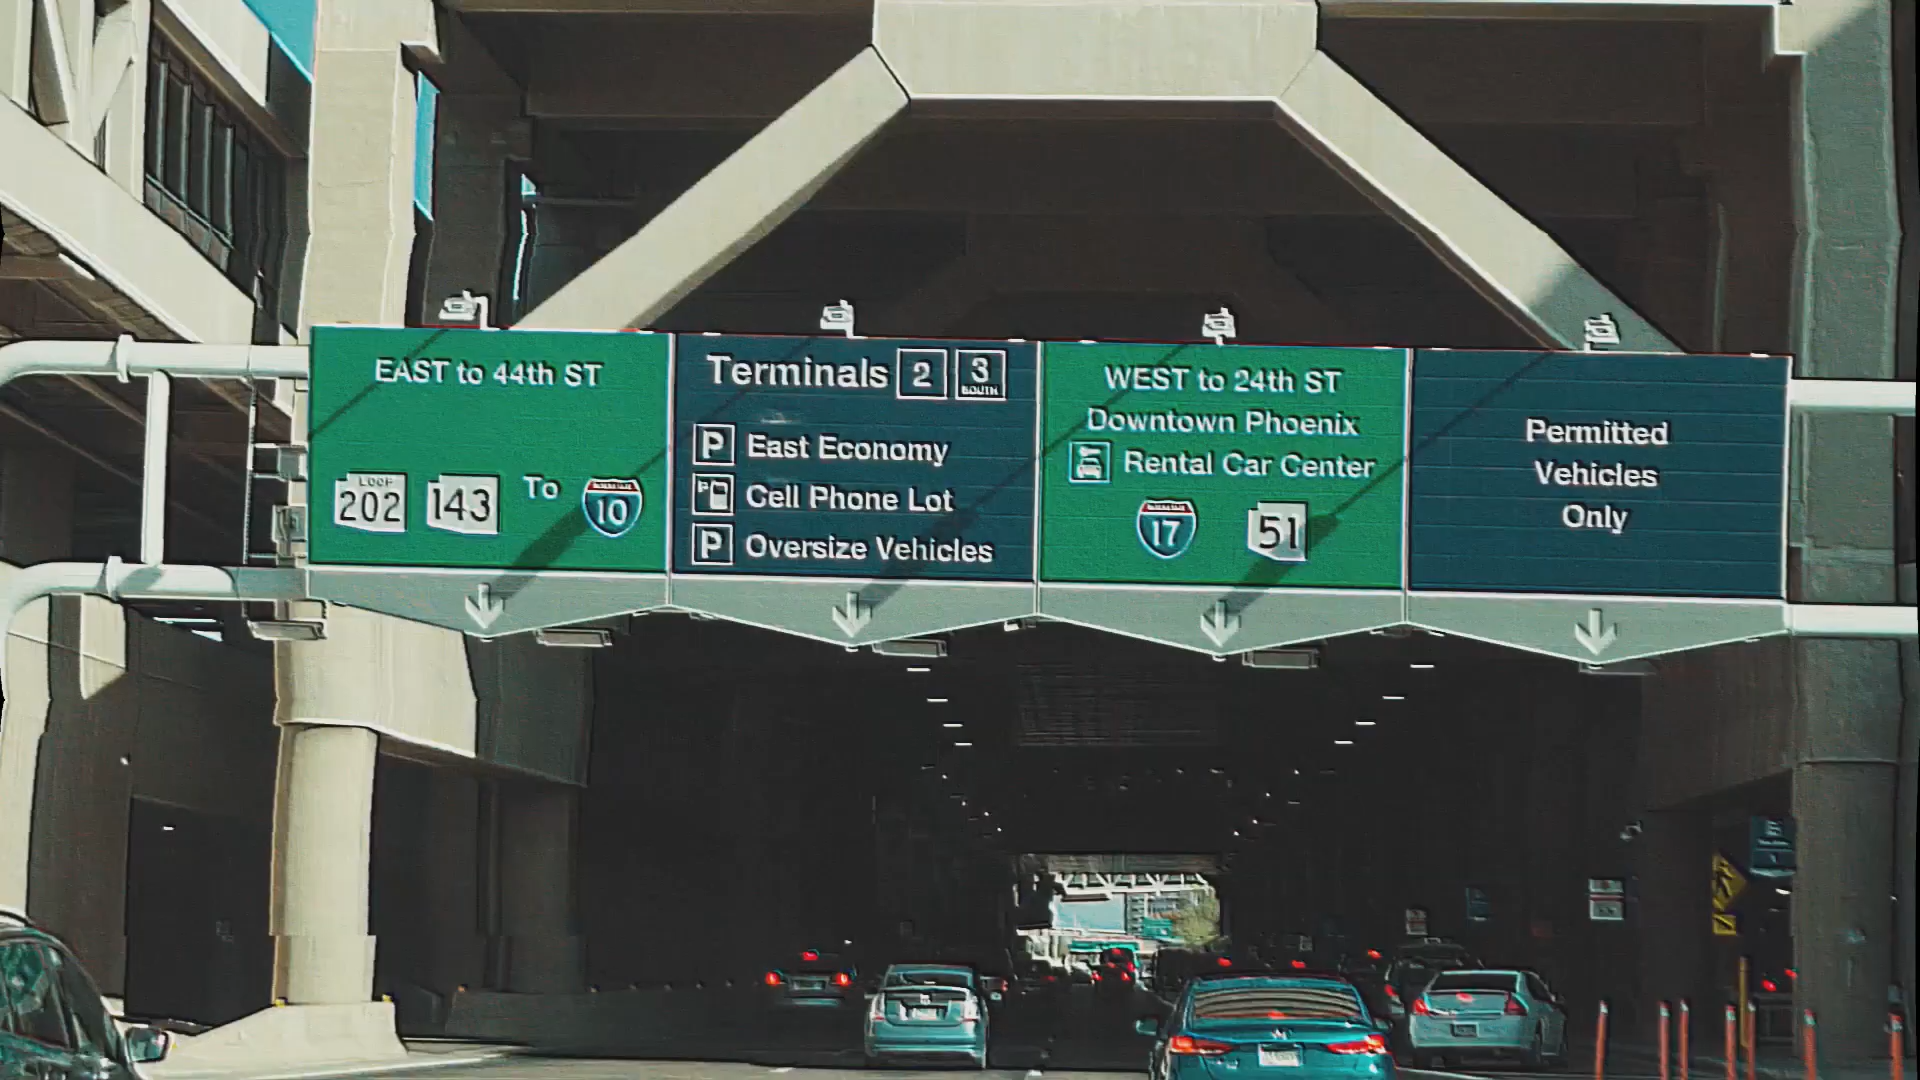 EAST to 44th ST
LOOP
202
143
To
10
Terminals 2 3
SOUTH
P East Economy
P Cell Phone Lot
P Oversize Vehicles
WEST to 24th ST
Downtown Phoenix
Rental Car Center
17
51
Permitted
Vehicles
Only